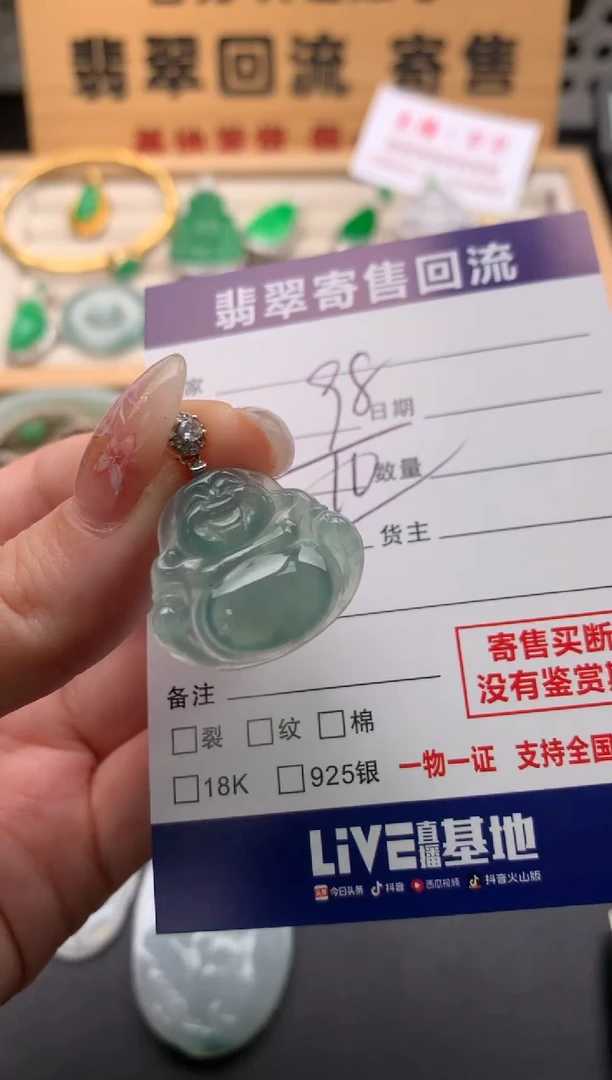 翡翠回流 寄售
翡翠寄售回流
家
98
日期
10
数量
货主
寄售买断
没有鉴赏
备注
裂 纹 棉
18K 925银
一物一证 支持全国
LiVE直播基地
头条 今日头条 抖音 西瓜视频 抖音火山版